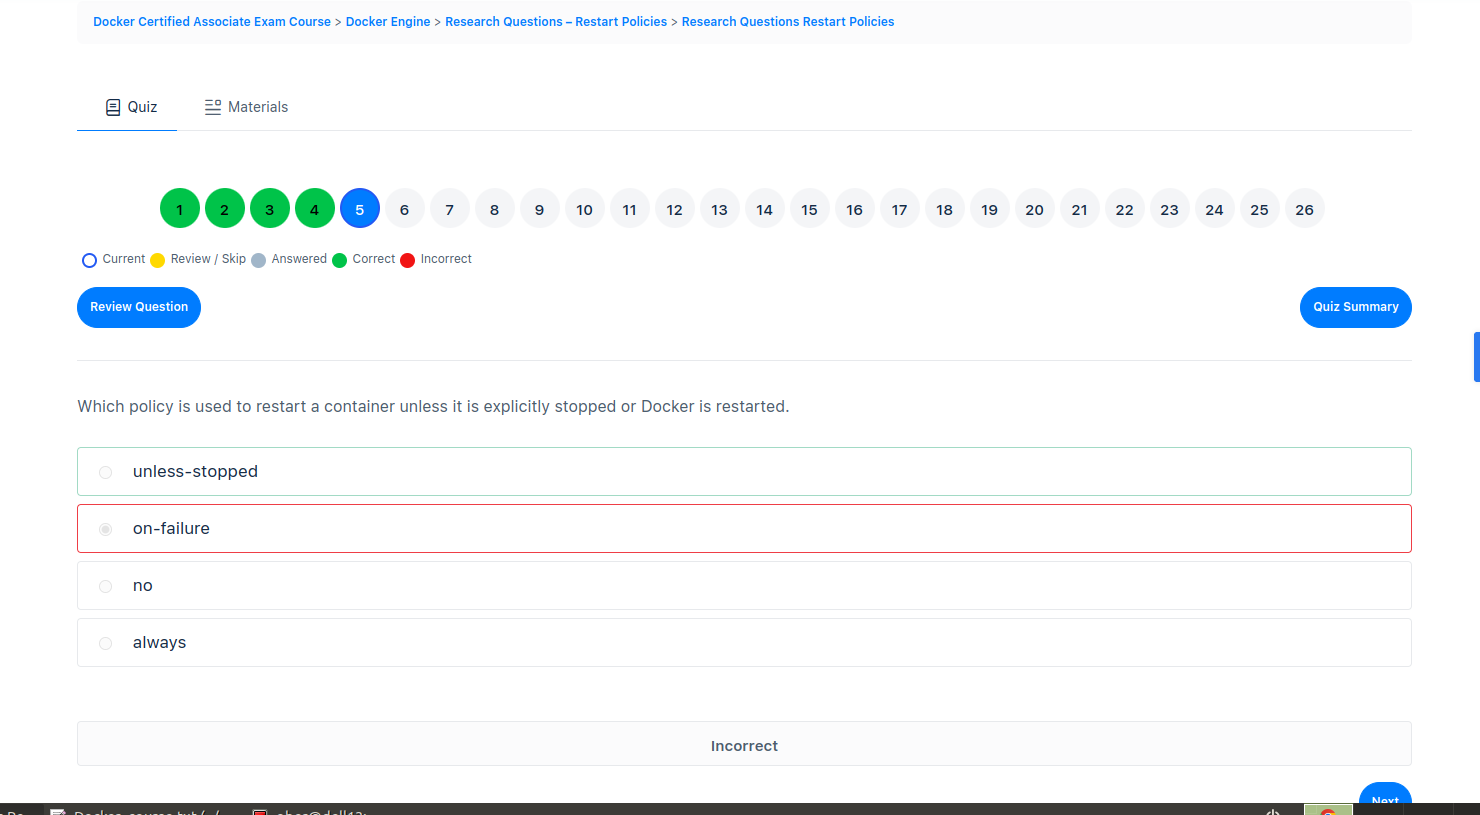 Docker Certified Associate Exam Course > Docker Engine > Research Questions – Restart Policies > Research Questions Restart Policies
Quiz Materials
1 2 3 4 5 6 7 8 9 10 11 12 13 14 15 16 17 18 19 20 21 22 23 24 25 26
Current Review / Skip Answered Correct Incorrect
Review Question Quiz Summary
Which policy is used to restart a container unless it is explicitly stopped or Docker is restarted.
unless-stopped
on-failure
no
always
Incorrect
Next